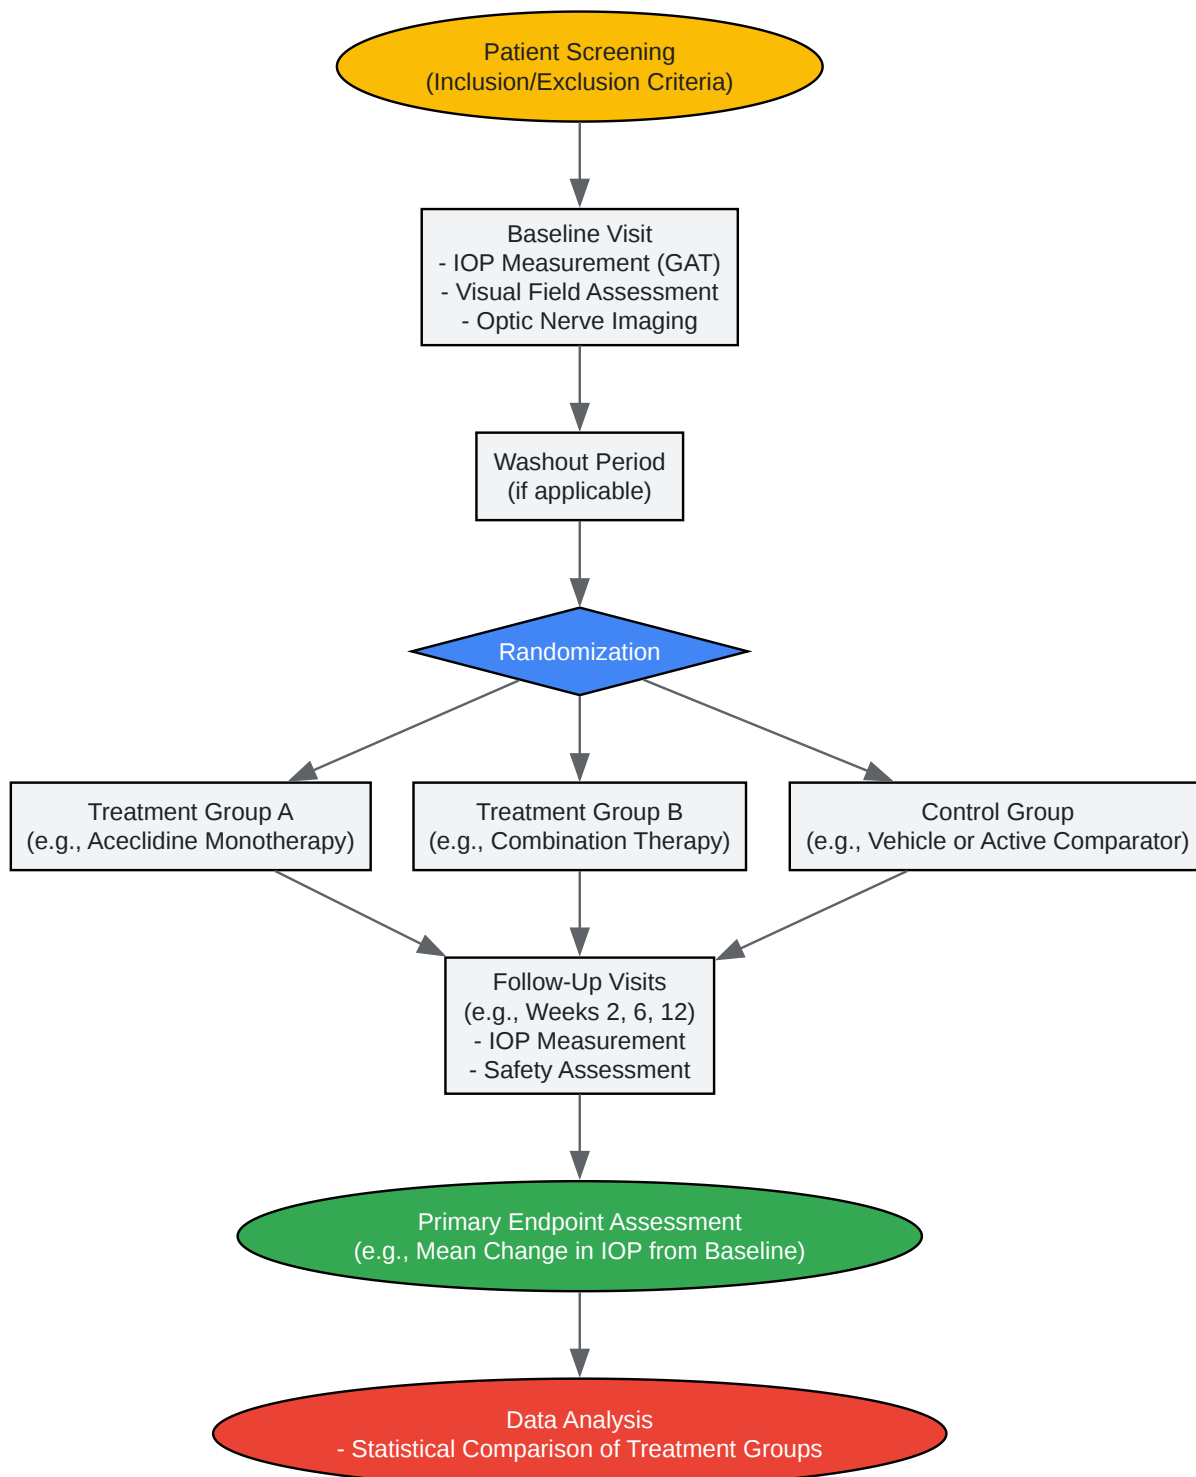 Patient Screening
(Inclusion/Exclusion Criteria)
Baseline Visit
- IOP Measurement (GAT)
- Visual Field Assessment
- Optic Nerve Imaging
Washout Period
(if applicable)
Randomization
Treatment Group A
(e.g., Aceclidine Monotherapy)
Treatment Group B
(e.g., Combination Therapy)
Control Group
(e.g., Vehicle or Active Comparator)
Follow-Up Visits
(e.g., Weeks 2, 6, 12)
- IOP Measurement
- Safety Assessment
Primary Endpoint Assessment
(e.g., Mean Change in IOP from Baseline)
Data Analysis
- Statistical Comparison of Treatment Groups